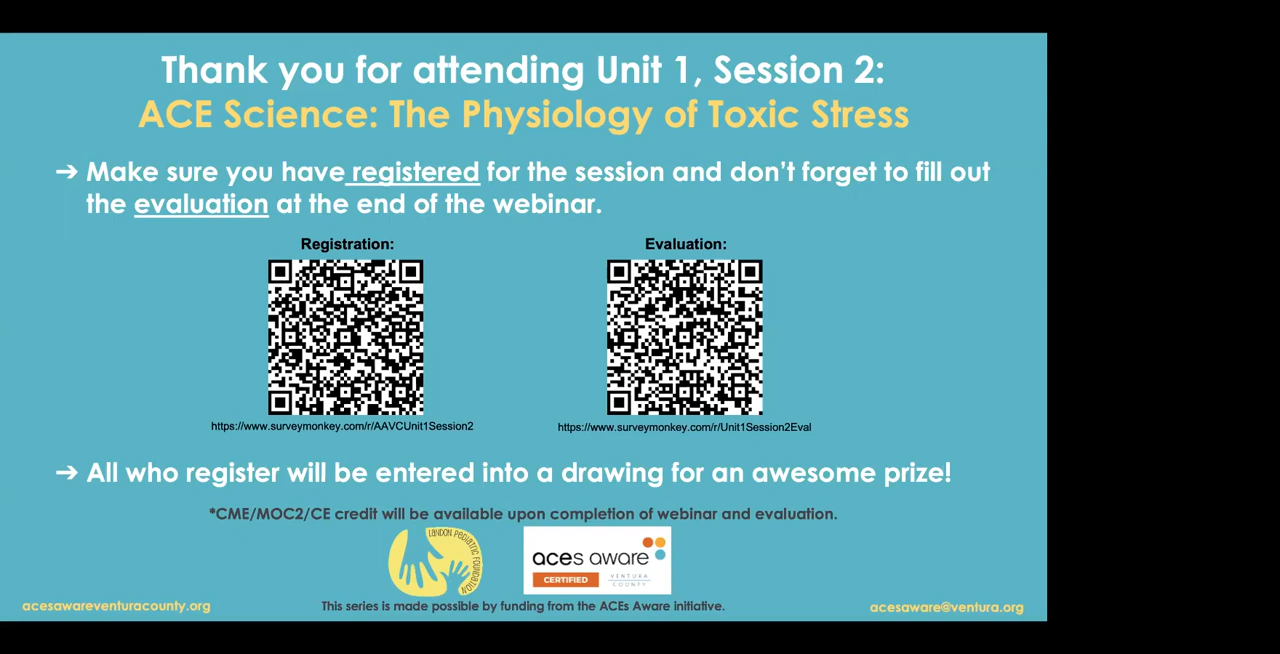 Thank you for attending Unit 1, Session 2:
ACE Science: The Physiology of Toxic Stress
➔ Make sure you have registered for the session and don't forget to fill out
the evaluation at the end of the webinar.
Registration:
Evaluation:
https://www.surveymonkey.com/r/AAVCUnit1Session2
https://www.surveymonkey.com/r/Unit1Session2Eval
➔ All who register will be entered into a drawing for an awesome prize!
*CME/MOC2/CE credit will be available upon completion of webinar and evaluation.
LANDON PEDIATRIC FOUNDATION
aces aware
CERTIFIED
VENTURA
COUNTY
acesawareventuracounty.org
This series is made possible by funding from the ACEs Aware initiative.
acesaware@ventura.org